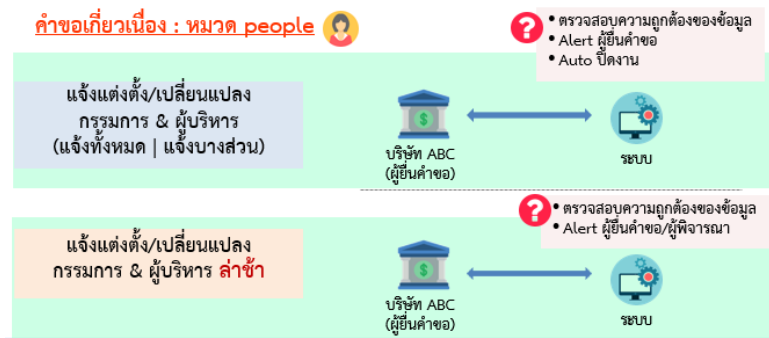 คำขอเกี่ยวเนื่อง : หมวด people
• ตรวจสอบความถูกต้องของข้อมูล
• Alert ผู้ยื่นคำขอ
• Auto ปิดงาน
แจ้งแต่งตั้ง/เปลี่ยนแปลง
กรรมการ & ผู้บริหาร
(แจ้งทั้งหมด | แจ้งบางส่วน)
บริษัท ABC
(ผู้ยื่นคำขอ)
ระบบ
• ตรวจสอบความถูกต้องของข้อมูล
• Alert ผู้ยื่นคำขอ/ผู้พิจารณา
แจ้งแต่งตั้ง/เปลี่ยนแปลง
กรรมการ & ผู้บริหาร ล่าช้า
บริษัท ABC
(ผู้ยื่นคำขอ)
ระบบ